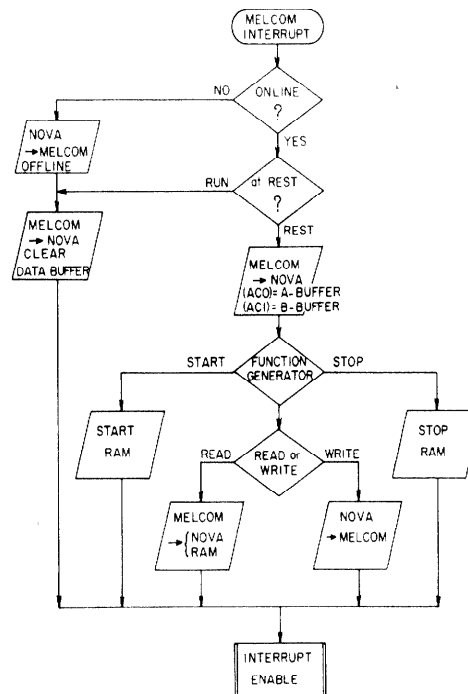 MELCOM
INTERRUPT
NO
ONLINE
?
YES
NOVA
→MELCOM
OFFLINE
RUN
at REST
?
REST
MELCOM
→ NOVA
CLEAR
DATA BUFFER
MELCOM
→ NOVA
(AC0)= A-BUFFER
(AC1)= B-BUFFER
START
FUNCTION
GENERATOR
STOP
START
RAM
STOP
RAM
READ
READ or
WRITE
WRITE
MELCOM
→{NOVA
RAM
NOVA
→ MELCOM
INTERRUPT
ENABLE